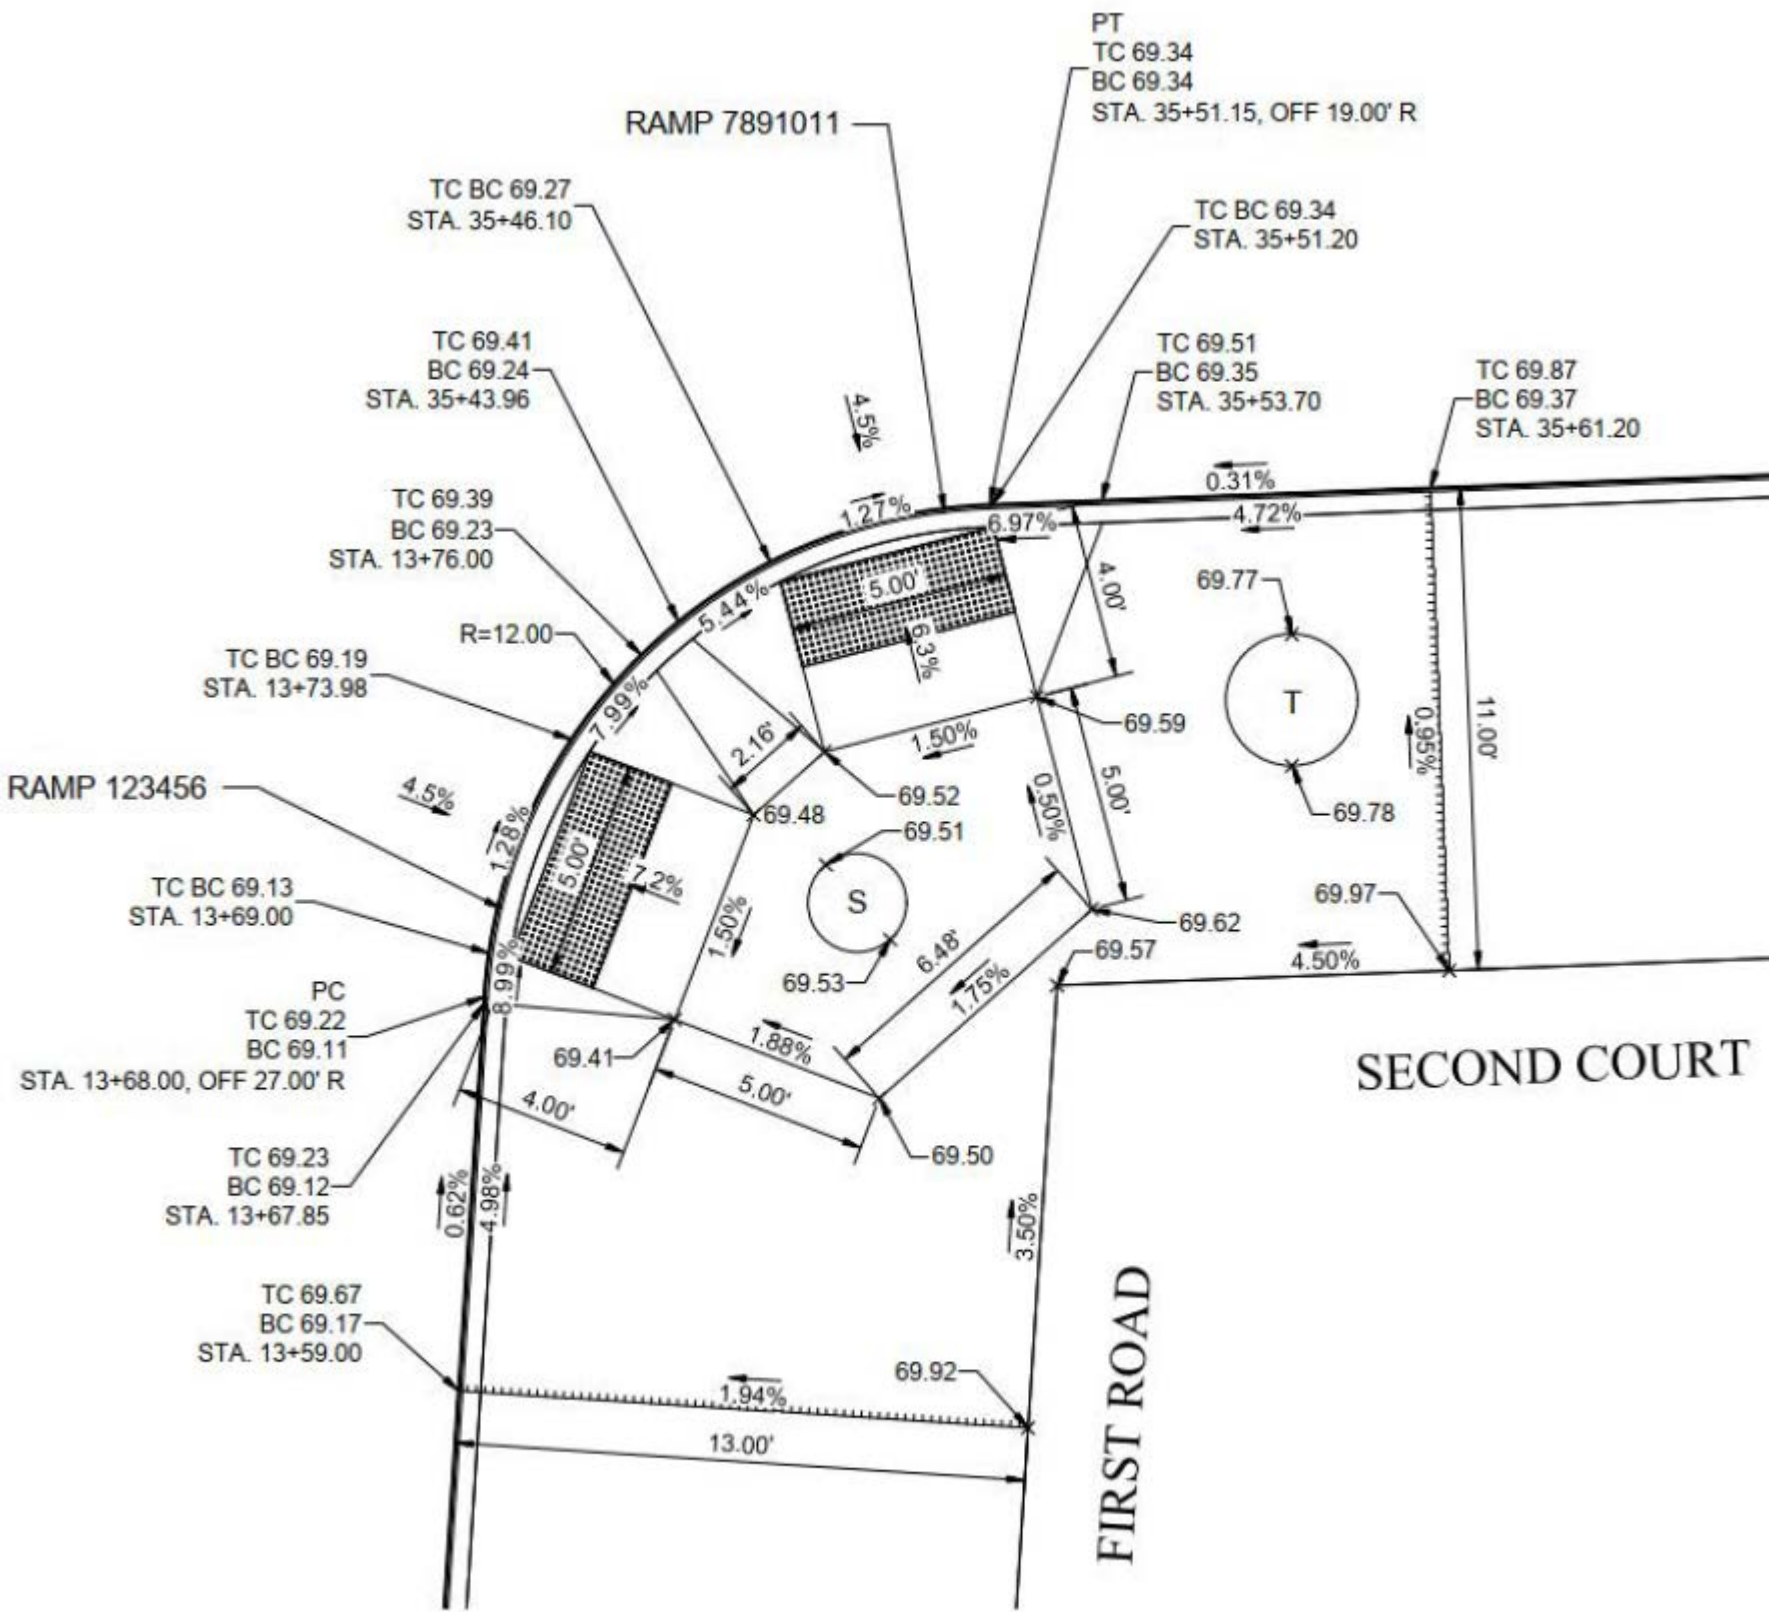 PT
TC 69.34
BC 69.34
STA. 35+51.15, OFF 19.00' R
RAMP 7891011
TC BC 69.27
STA. 35+46.10
TC BC 69.34
STA. 35+51.20
TC 69.41
BC 69.24
STA. 35+43.96
4.5%
TC 69.51
BC 69.35
STA. 35+53.70
TC 69.87
BC 69.37
STA. 35+61.20
0.31%
TC 69.39
BC 69.23
STA. 13+76.00
1.27%
6.97%
4.72%
5.00'
4.00'
69.77
5.44%
R=12.00
6.3%
TC BC 69.19
STA. 13+73.98
7.99%
T
69.59
11.00'
0.95%
2.16'
1.50%
RAMP 123456
4.5%
69.52
0.50%
5.00'
69.48
69.78
69.51
1.28%
5.00'
7.2%
S
TC BC 69.13
STA. 13+69.00
69.97
1.50%
69.62
6.48'
69.57
8.99%
69.53
1.75%
4.50%
PC
TC 69.22
BC 69.11
STA. 13+68.00, OFF 27.00' R
69.41
1.88%
SECOND COURT
4.00'
5.00'
TC 69.23
BC 69.12
STA. 13+67.85
69.50
0.62%
4.98%
3.50%
TC 69.67
BC 69.17
STA. 13+59.00
69.92
1.94%
FIRST ROAD
13.00'